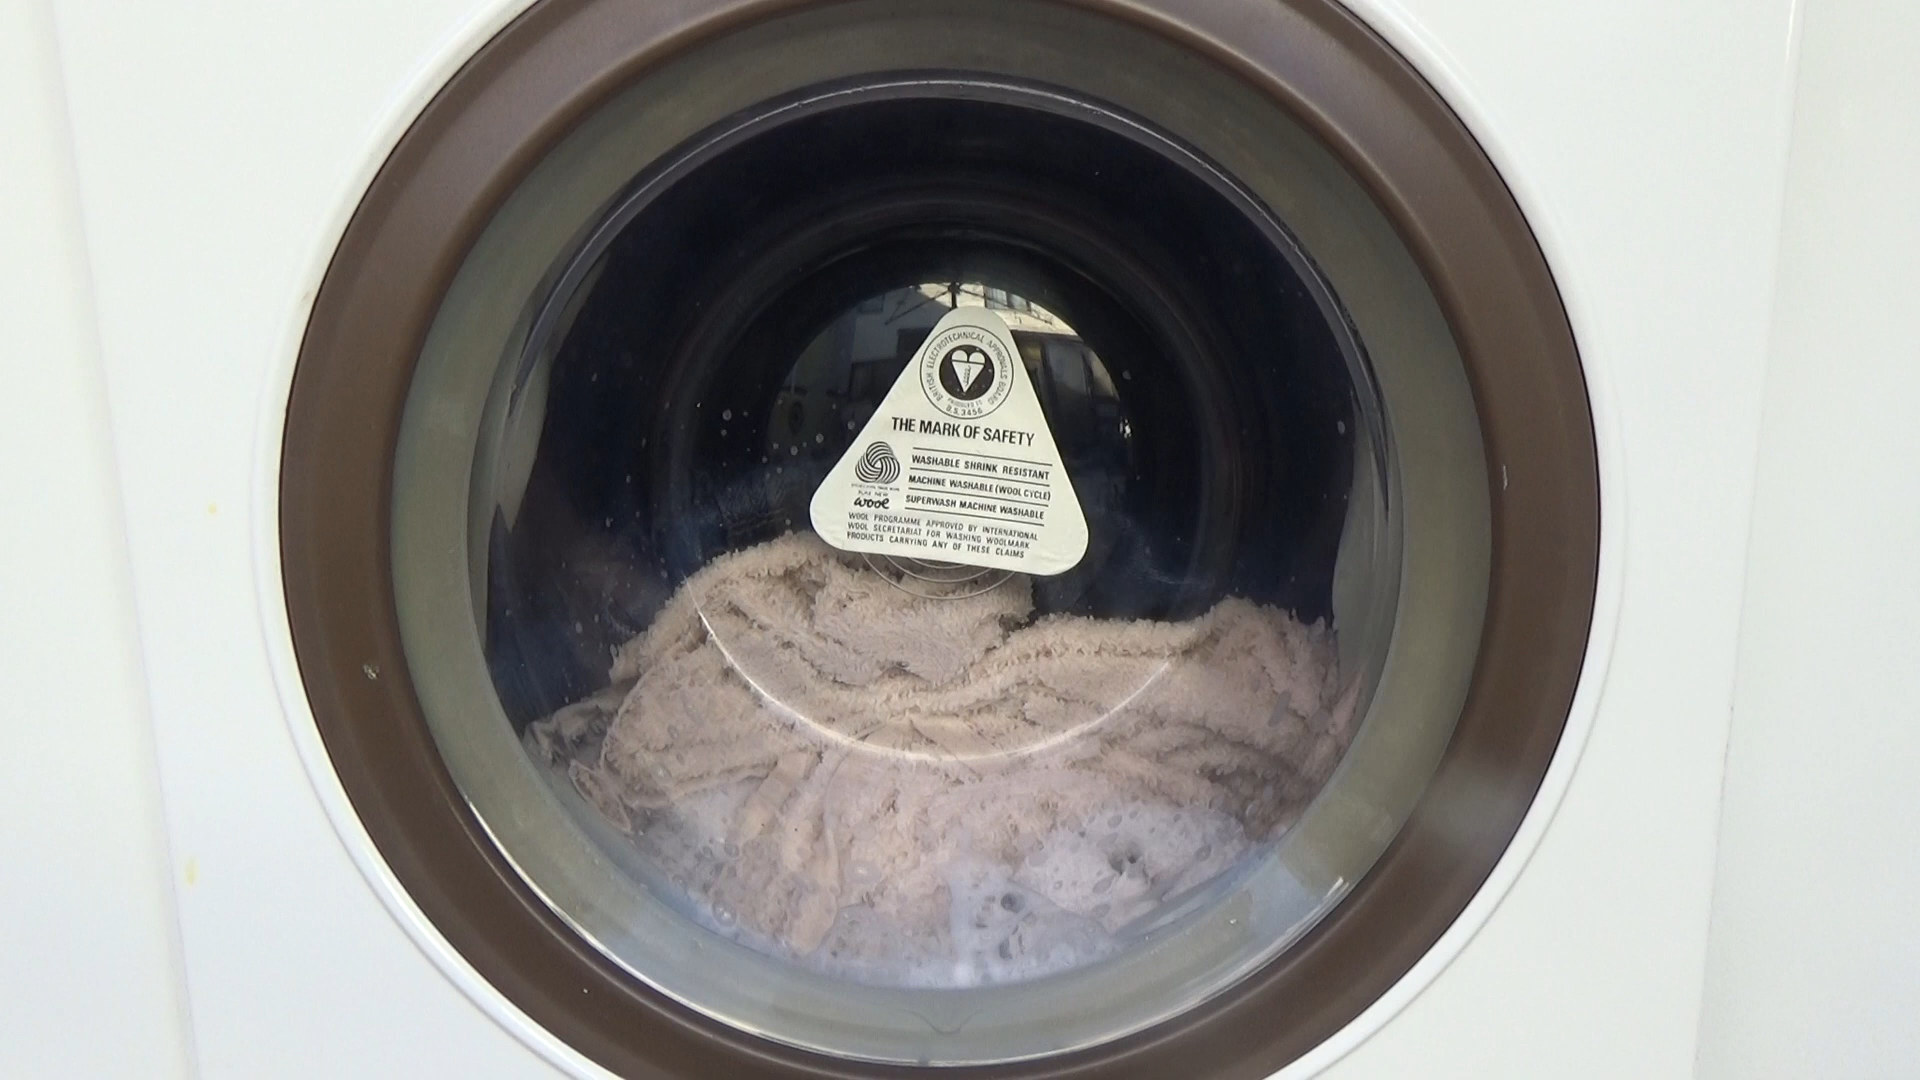 BRITISH ELECTROTECHNICAL APPROVALS BOARD
PRODUCED TO
B.S. 3456
THE MARK OF SAFETY
WASHABLE SHRINK RESISTANT
MACHINE WASHABLE (WOOL CYCLE)
SUPERWASH MACHINE WASHABLE
PURE NEW
wool
WOOL PROGRAMME APPROVED BY INTERNATIONAL
WOOL SECRETARIAT FOR WASHING WOOLMARK
PRODUCTS CARRYING ANY OF THESE CLAIMS